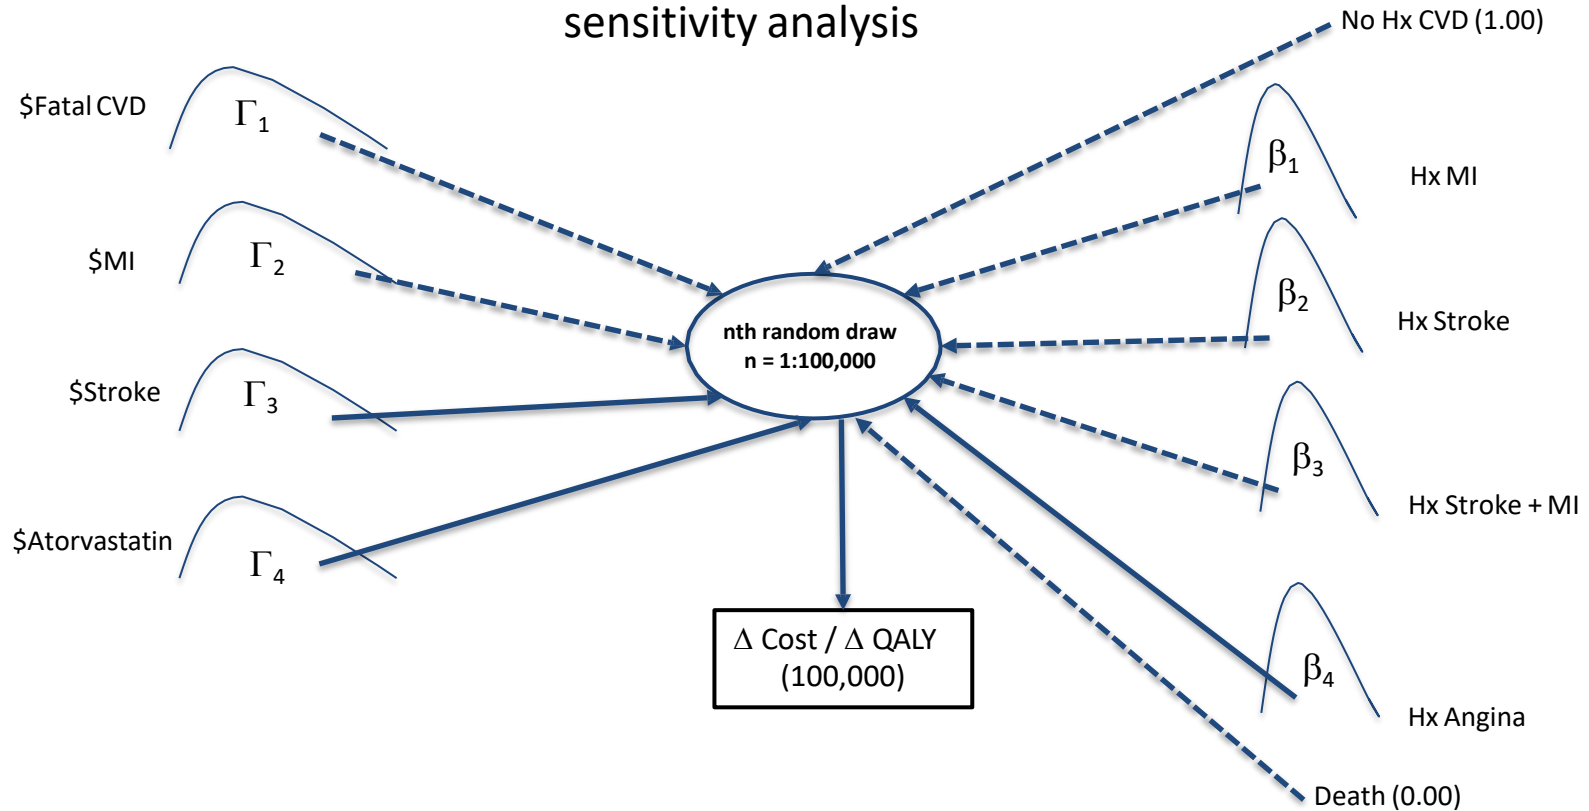 sensitivity analysis
No Hx CVD (1.00)
$Fatal CVD
Γ1
β1
Hx MI
$MI
Γ2
β2
Hx Stroke
nth random draw
n = 1:100,000
$Stroke
Γ3
β3
Hx Stroke + MI
$Atorvastatin
Γ4
Δ Cost / Δ QALY
(100,000)
β4
Hx Angina
Death (0.00)